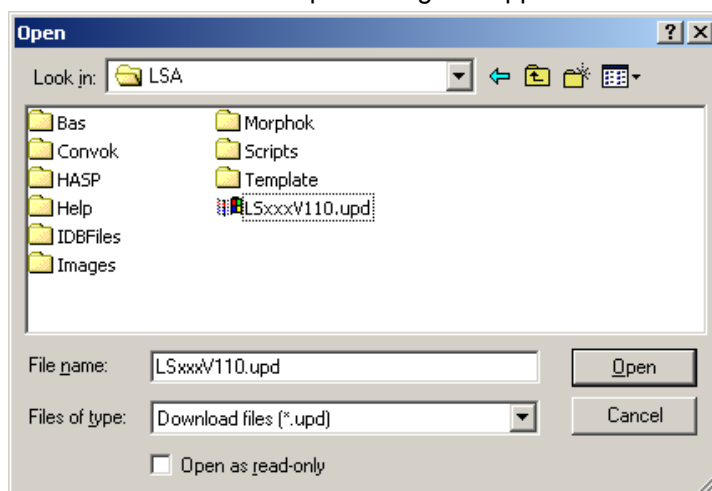 Open
Look in: LSA
Bas
Convok
HASP
Help
IDBFiles
Images
Morphok
Scripts
Template
LSxxxV110.upd
File name: LSxxxV110.upd Open
Files of type: Download files (*.upd) Cancel
Open as read-only